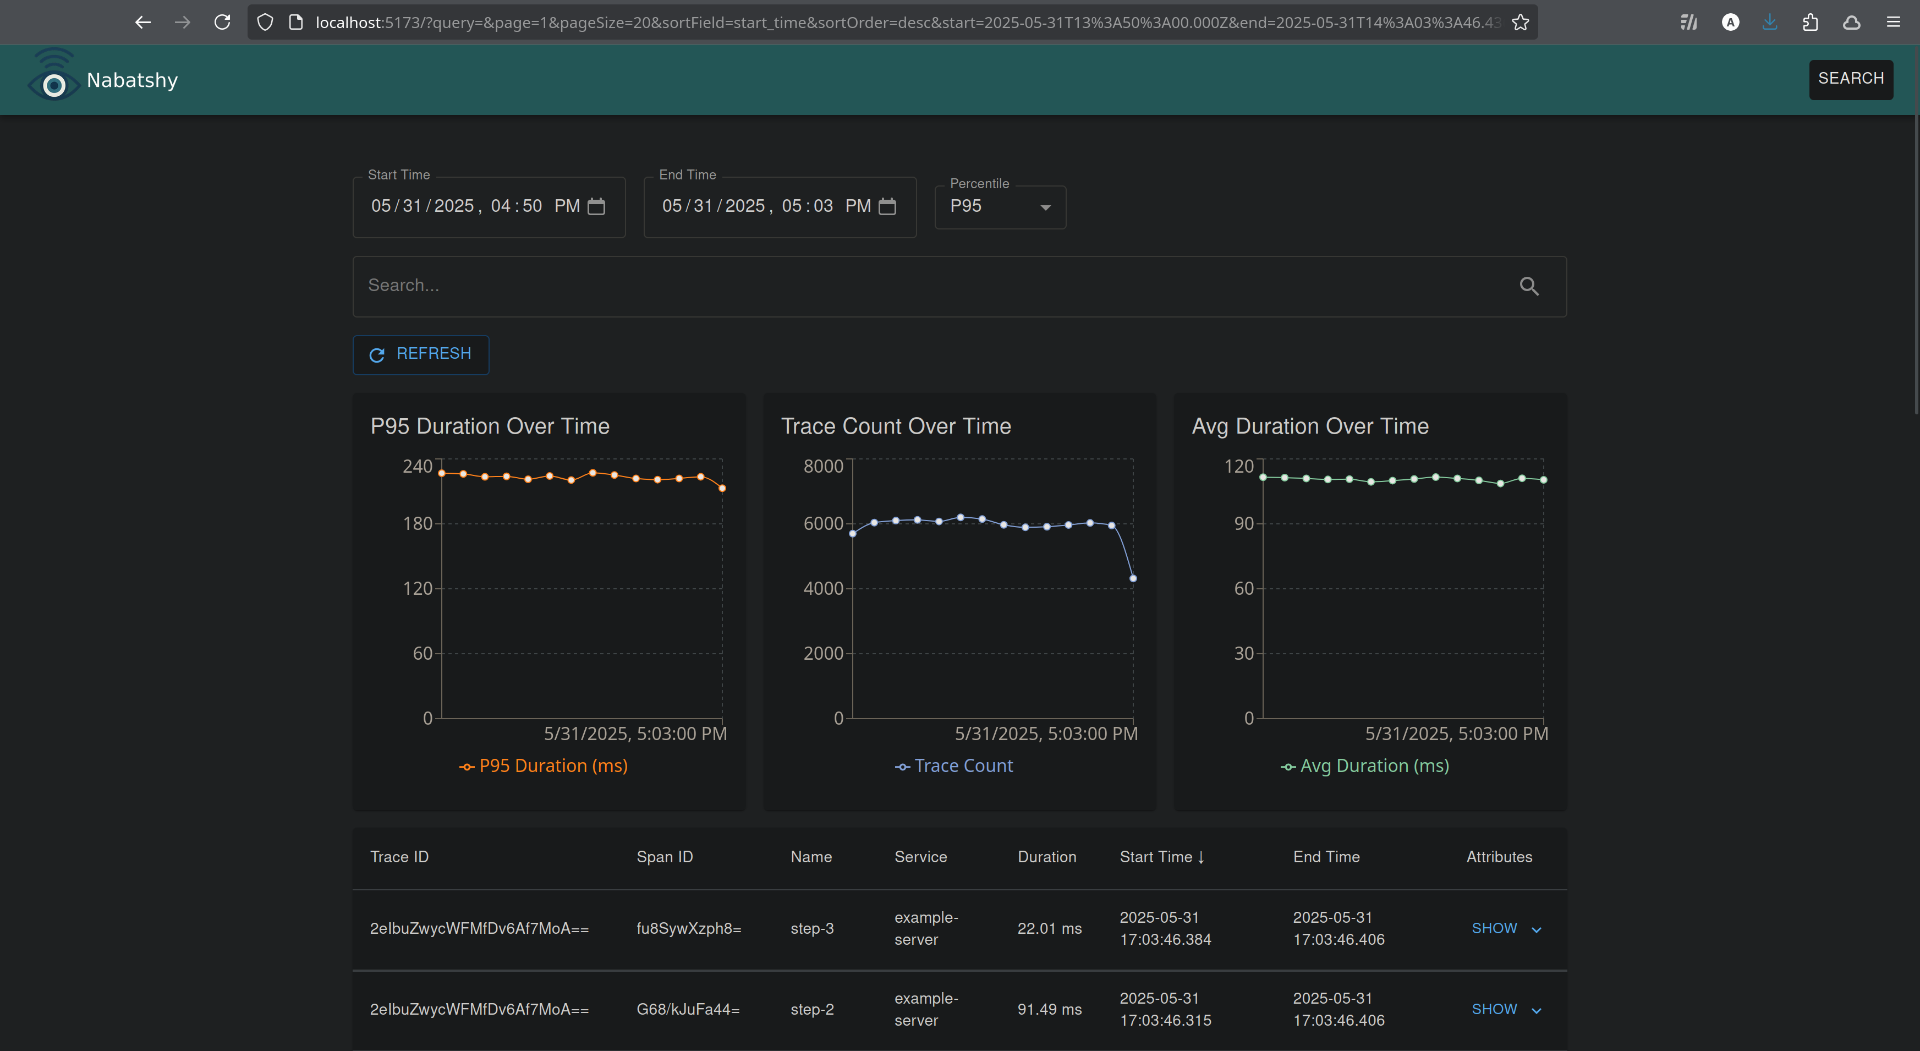 localhost:5173/?query=&page=1&pageSize=20&sortField=start_time&sortOrder=desc&start=2025-05-31T13%3A50%3A00.000Z&end=2025-05-31T14%3A03%3A46.43
A
Nabatshy
SEARCH
Start Time
05/31/2025, 04:50 PM
End Time
05/31/2025, 05:03 PM
Percentile
P95
Search...
REFRESH
P95 Duration Over Time
240
180
120
60
0
5/31/2025, 5:03:00 PM
P95 Duration (ms)
Trace Count Over Time
8000
6000
4000
2000
0
5/31/2025, 5:03:00 PM
Trace Count
Avg Duration Over Time
120
90
60
30
0
5/31/2025, 5:03:00 PM
Avg Duration (ms)
Trace ID Span ID Name Service Duration Start Time ↓ End Time Attributes
2eIbuZwycWFMfDv6Af7MoA== fu8SywXzph8= step-3 example-server 22.01 ms 2025-05-31 17:03:46.384 2025-05-31 17:03:46.406 SHOW
2eIbuZwycWFMfDv6Af7MoA== G68/kJuFa44= step-2 example-server 91.49 ms 2025-05-31 17:03:46.315 2025-05-31 17:03:46.406 SHOW